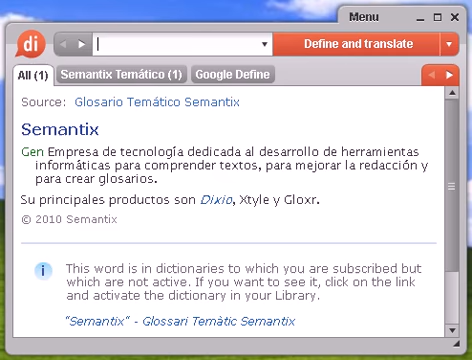 Menu
di
Define and translate
All (1)
Semantix Temático (1)
Google Define
Source: Glosario Temático Semantix
Semantix
Gen Empresa de tecnología dedicada al desarrollo de herramientas
informáticas para comprender textos, para mejorar la redacción y
para crear glosarios.
Su principales productos son Dixio, Xtyle y Gloxr.
© 2010 Semantix
i
This word is in dictionaries to which you are subscribed but
which are not active. If you want to see it, click on the link
and activate the dictionary in your Library.
"Semantix" - Glossari Temàtic Semantix